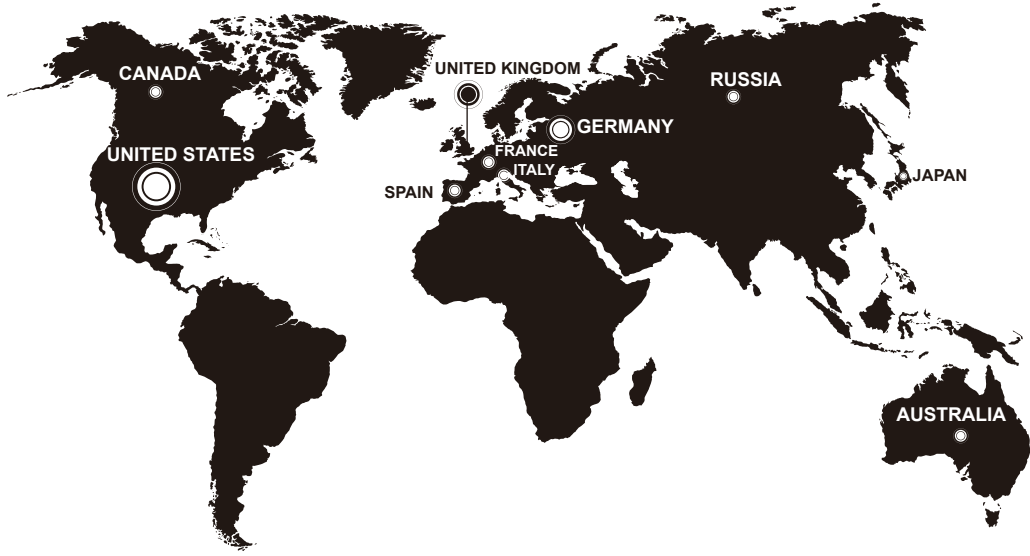 UNITED KINGDOM
CANADA
RUSSIA
GERMANY
UNITED STATES
FRANCE
ITALY
JAPAN
SPAIN
AUSTRALIA